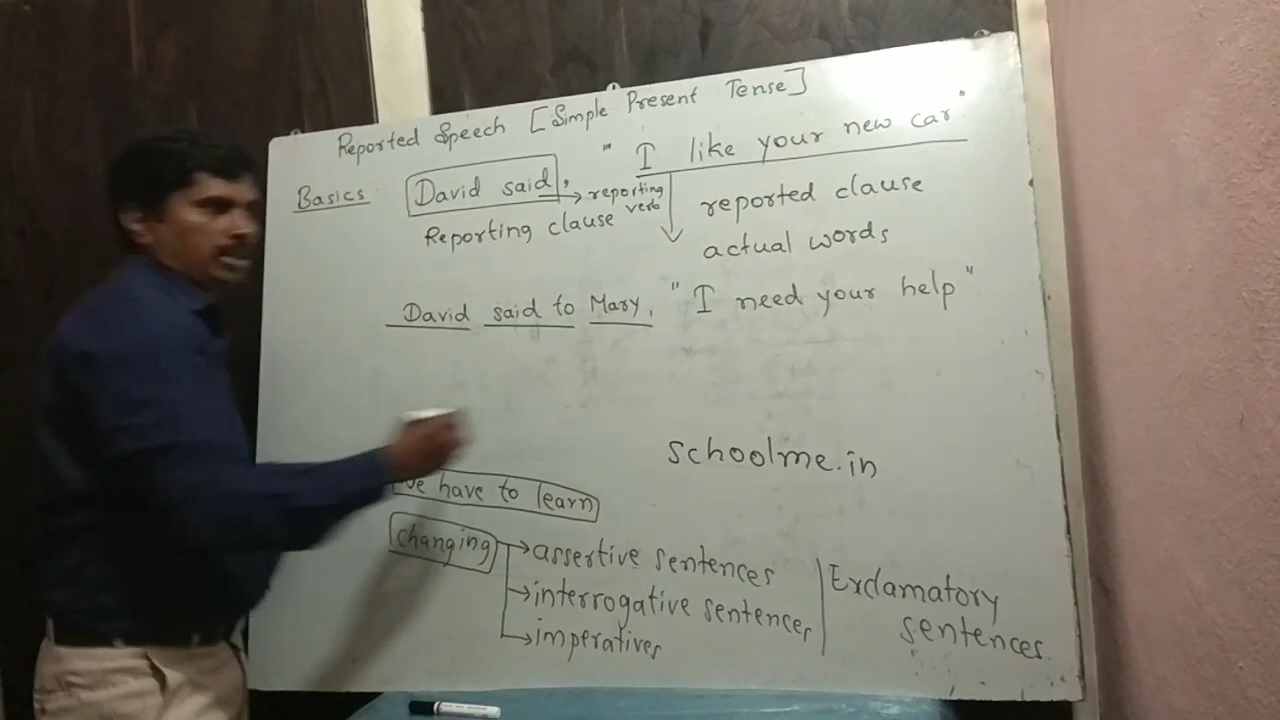 Reported Speech [Simple Present Tense]
Basics David said, "I like your new car"
→ reporting verb
Reporting clause
reported clause
actual words
David said to Mary, "I need your help"
schoolme.in
have to learn
changing → assertive sentences
→ interrogative sentences
→ imperatives
Exclamatory
sentences